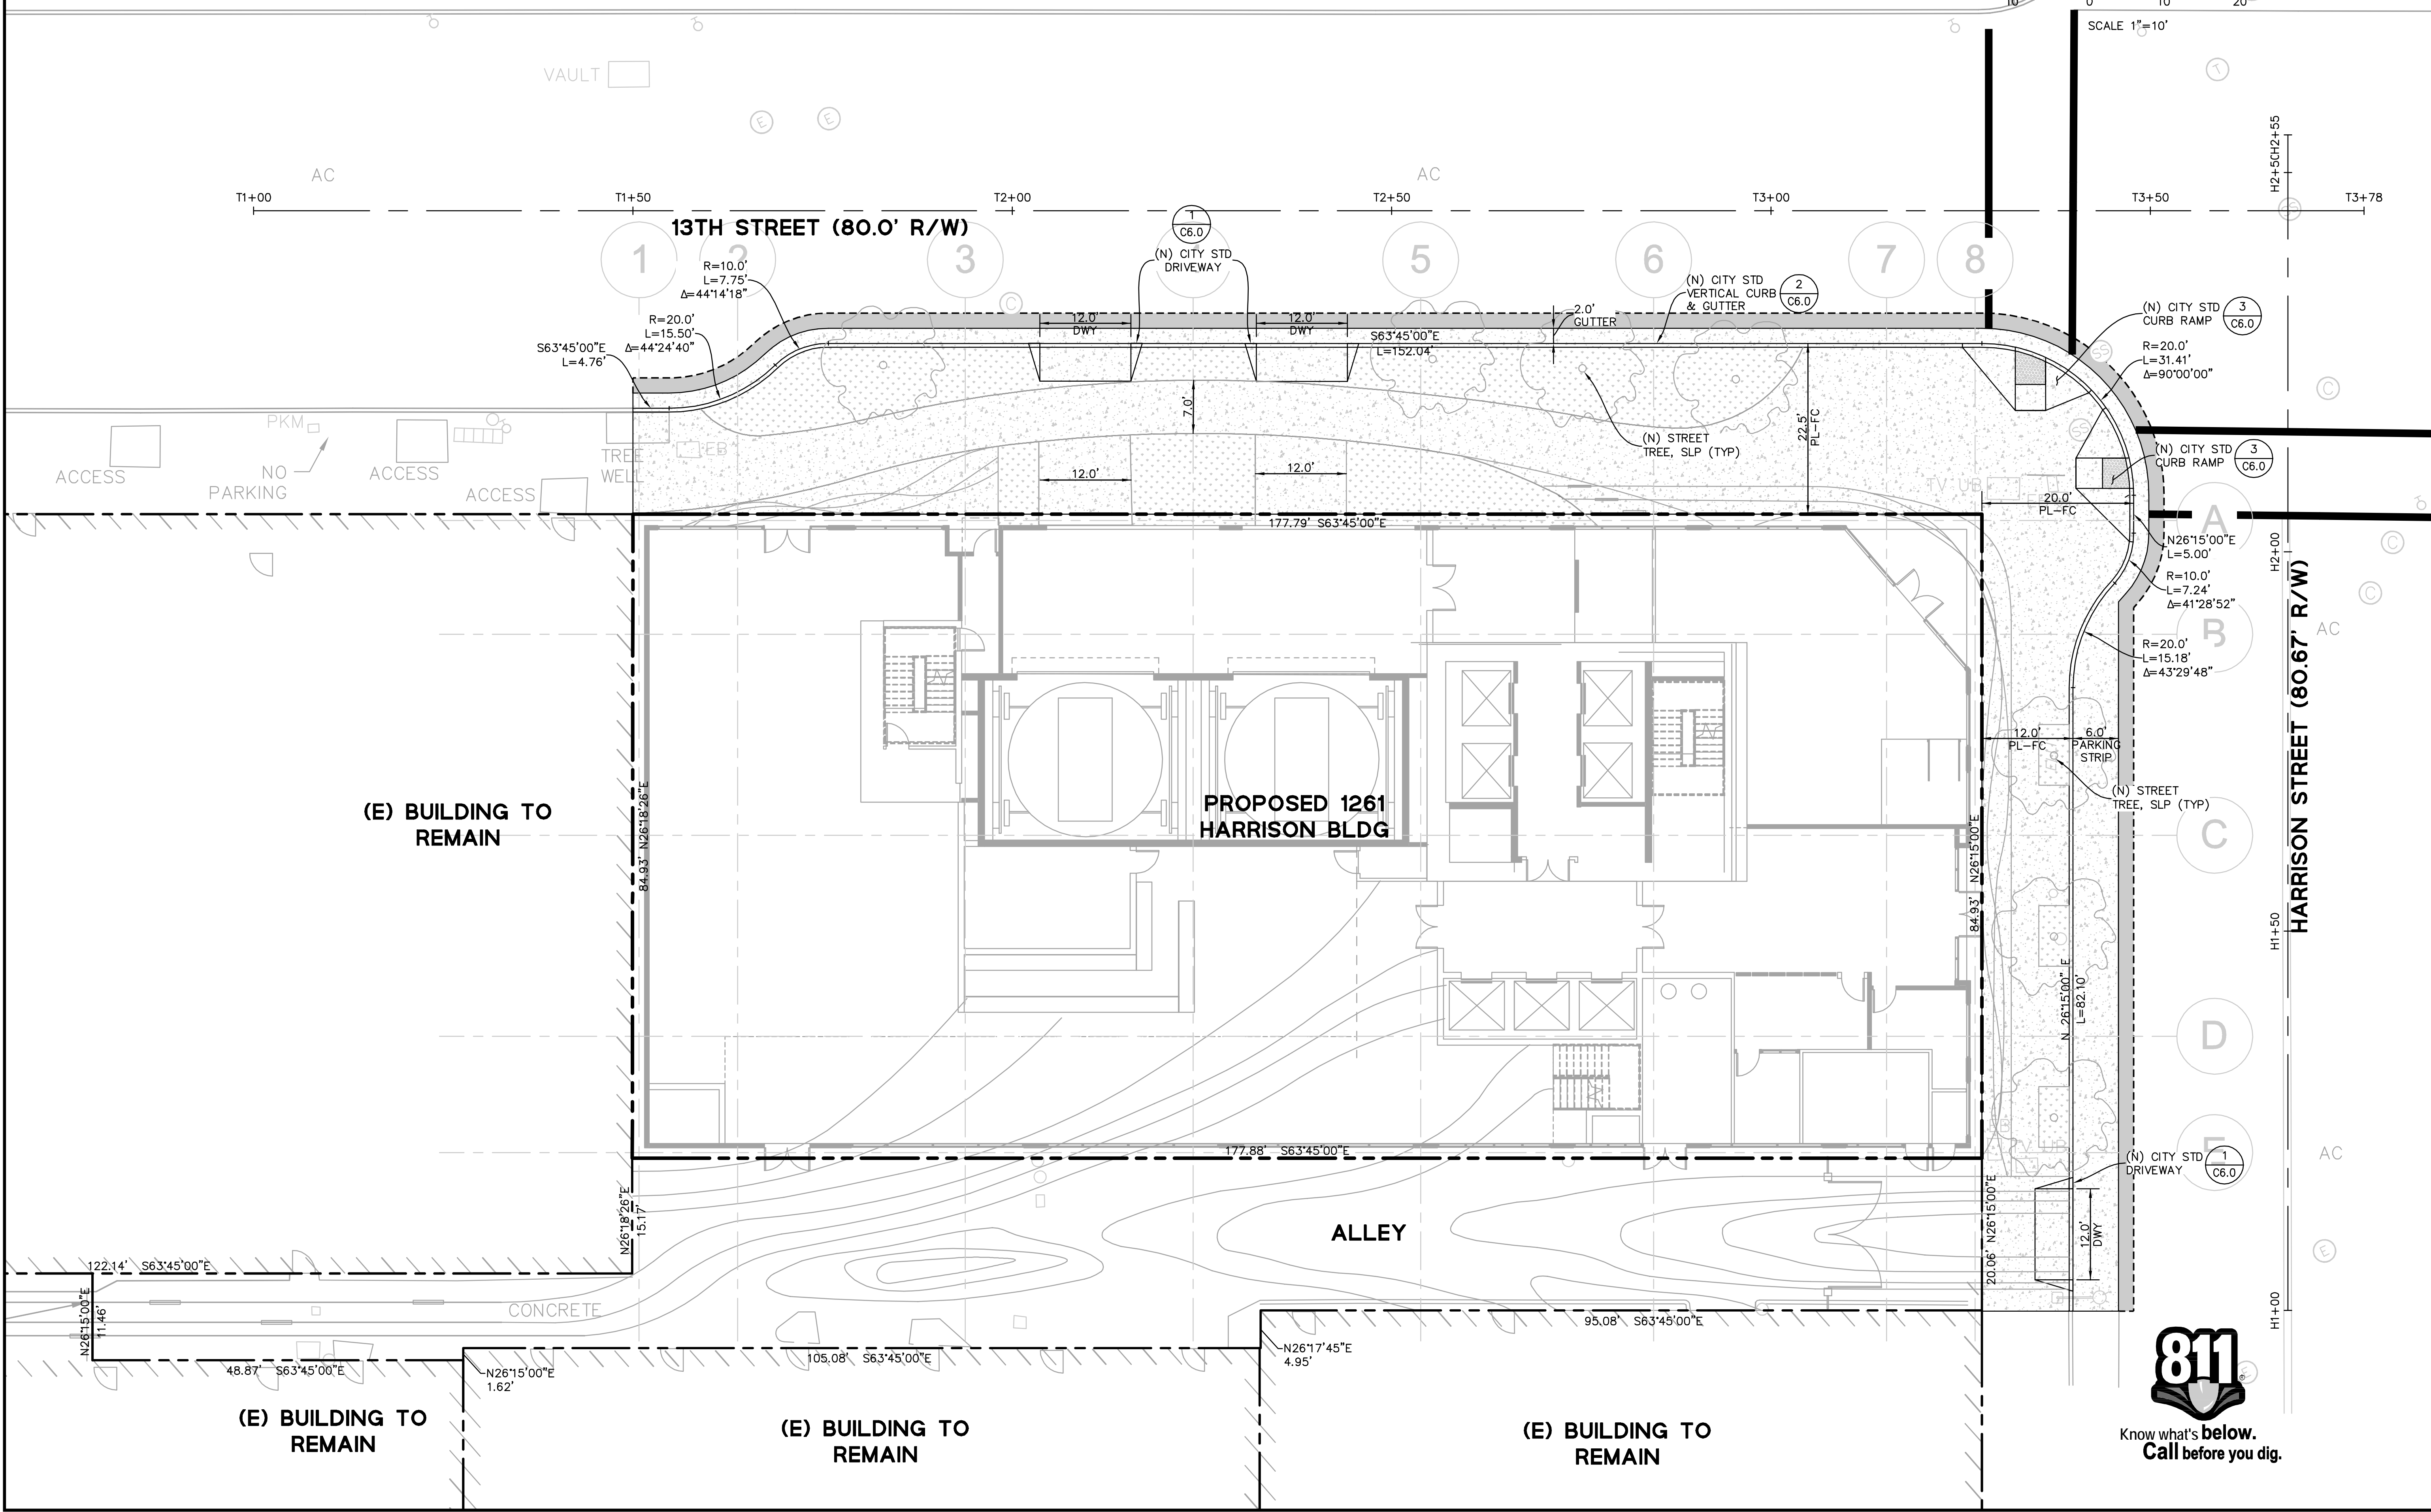 10
0
10
20
SCALE 1"=10'
VAULT
E
E
T
AC
AC
T1+00
T1+50
T2+00
T2+50
T3+00
T3+50
T3+78
H2+55
H2+50
13TH STREET (80.0' R/W)
1
2
3
5
6
7
8
1
C6.0
(N) CITY STD
DRIVEWAY
R=10.0'
L=7.75'
Δ=44°14'18"
R=20.0'
L=15.50'
Δ=44°24'40"
S63°45'00"E
L=4.76'
C
12.0'
DWY
12.0'
DWY
S63°45'00"E
L=152.04'
2.0'
GUTTER
(N) CITY STD
VERTICAL CURB
& GUTTER
2
C6.0
(N) CITY STD
CURB RAMP
3
C6.0
R=20.0'
L=31.41'
Δ=90°00'00"
SS
SS
C
7.0'
22.5'
PL-FC
(N) STREET
TREE, SLP (TYP)
(N) CITY STD
CURB RAMP
3
C6.0
PKM
NO
PARKING
ACCESS
ACCESS
ACCESS
TREE
WELL
EB
12.0'
12.0'
TV UB
20.0'
PL-FC
A
177.79' S63°45'00"E
N26°15'00"E
L=5.00'
R=10.0'
L=7.24'
Δ=41°28'52"
C
C
H2+00
B
AC
R=20.0'
L=15.18'
Δ=43°29'48"
HARRISON STREET (80.67' R/W)
12.0'
PL-FC
6.0'
PARKING
STRIP
(N) STREET
TREE, SLP (TYP)
(E) BUILDING TO
REMAIN
84.93' N26°18'26"E
PROPOSED 1261
HARRISON BLDG
84.93' N26°15'00"E
C
H1+50
N 26°15'00" E
L=82.10'
D
177.88' S63°45'00"E
E
AC
(N) CITY STD
DRIVEWAY
1
C6.0
N26°18'26"E
15.17'
ALLEY
20.06' N26°15'00"E
12.0'
DWY
E
122.14' S63°45'00"E
N26°15'00"E
11.46'
CONCRETE
H1+00
95.08' S63°45'00"E
48.87' S63°45'00"E
N26°15'00"E
1.62'
105.08' S63°45'00"E
N26°17'45"E
4.95'
(E) BUILDING TO
REMAIN
(E) BUILDING TO
REMAIN
(E) BUILDING TO
REMAIN
811®
E
Know what's below.
Call before you dig.